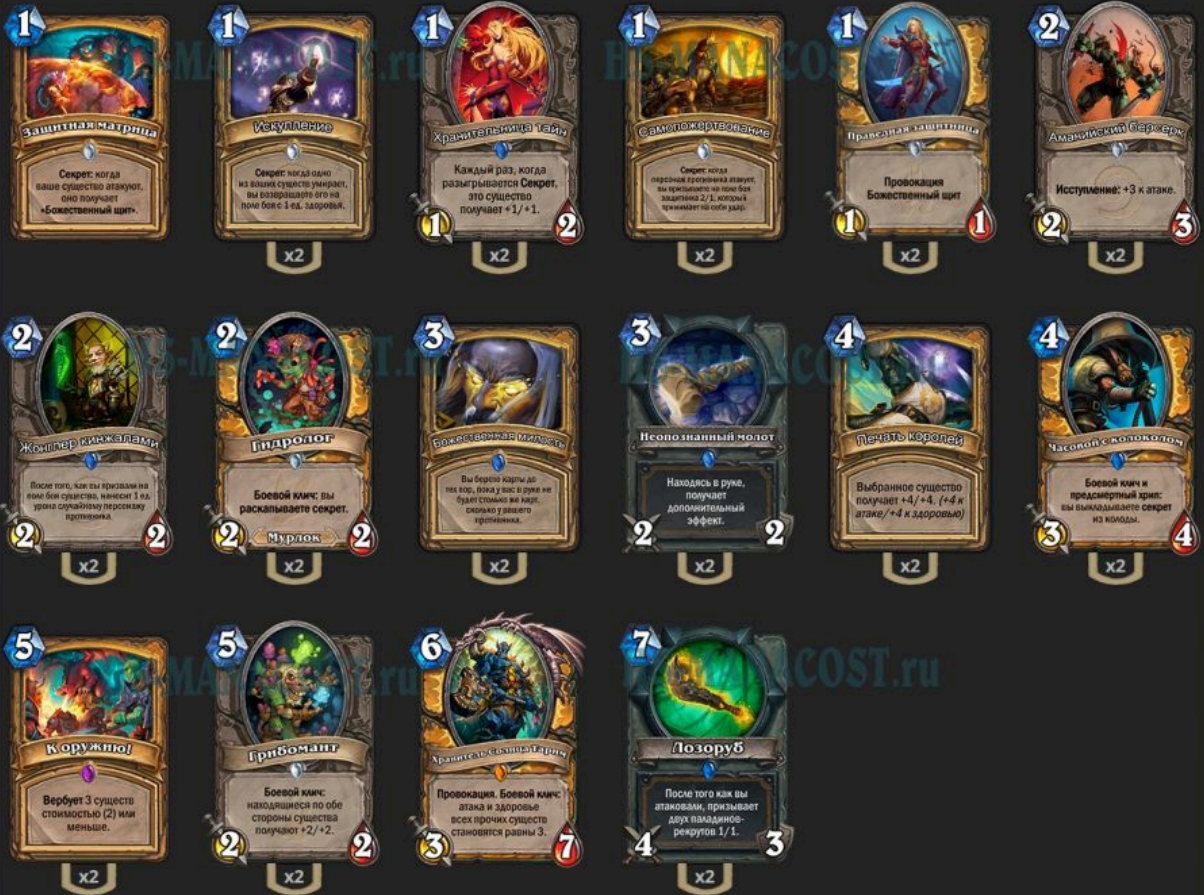 1
Защитная матрица
Секрет: когда
ваше существо атакуют,
оно получает
«Божественный щит».
1
Искупление
Секрет: когда одно
из ваших существ умирает,
вы возвращаете его на
поле боя с 1 ед. здоровья.
x2
1
Хранительница тайн
Каждый раз, когда
разыгрывается Секрет,
это существо
получает +1/+1.
1
2
x2
1
Самопожертвование
Секрет: когда
персонаж противника атакует,
вы призываете на поле боя
защитника 2/1, который
принимает на себя удар.
x2
1
Праведная защитница
Провокация
Божественный щит
1
1
x2
2
Аманийский берсерк
Исступление: +3 к атаке.
2
3
x2
2
Жонглер кинжалами
После того, как вы призвали на
поле боя существо, наносит 1 ед.
урона случайному персонажу
противника.
2
2
x2
2
Гидролог
Боевой клич: вы
раскапываете секрет.
2
Мурлок
2
x2
3
Божественная милость
Вы берете карты до
тех пор, пока у вас в руке не
будет столько же карт,
сколько у вашего
противника.
x2
3
Неопознанный молот
Находясь в руке,
получает
дополнительный
эффект.
2
2
x2
4
Печать королей
Выбранное существо
получает +4/+4. (+4 к
атаке/+4 к здоровью)
x2
4
Часовой с колоколом
Боевой клич и
предсмертный хрип:
вы выкладываете секрет
из колоды.
3
4
x2
5
К оружию!
Вербует 3 существ
стоимостью (2) или
меньше.
x2
5
Грибомант
Боевой клич:
находящиеся по обе
стороны существа
получают +2/+2.
2
2
x2
6
Хранитель Солнца Тарим
Провокация. Боевой клич:
атака и здоровье
всех прочих существ
становятся равны 3.
3
7
7
Лозоруб
После того как вы
атаковали, призывает
двух паладинов-
рекрутов 1/1.
4
3
x2
HS-MANACOST.ru
HS-MANACOST.ru